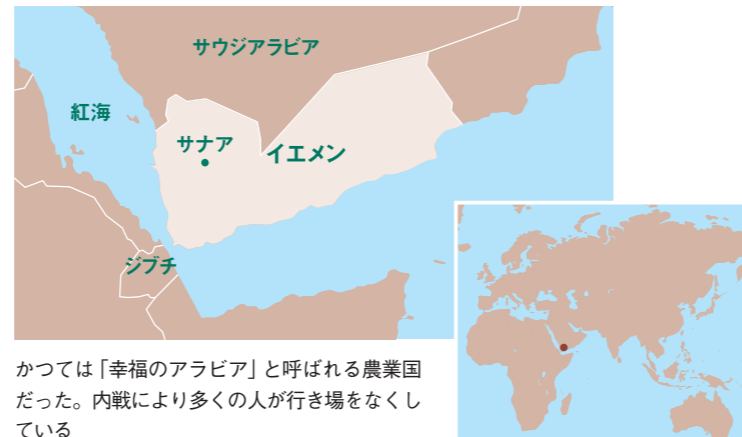 サウジアラビア
紅海
サナア
イエメン
ジブチ
かつては「幸福のアラビア」と呼ばれる農業国
だった。内戦により多くの人が行き場をなくし
ている